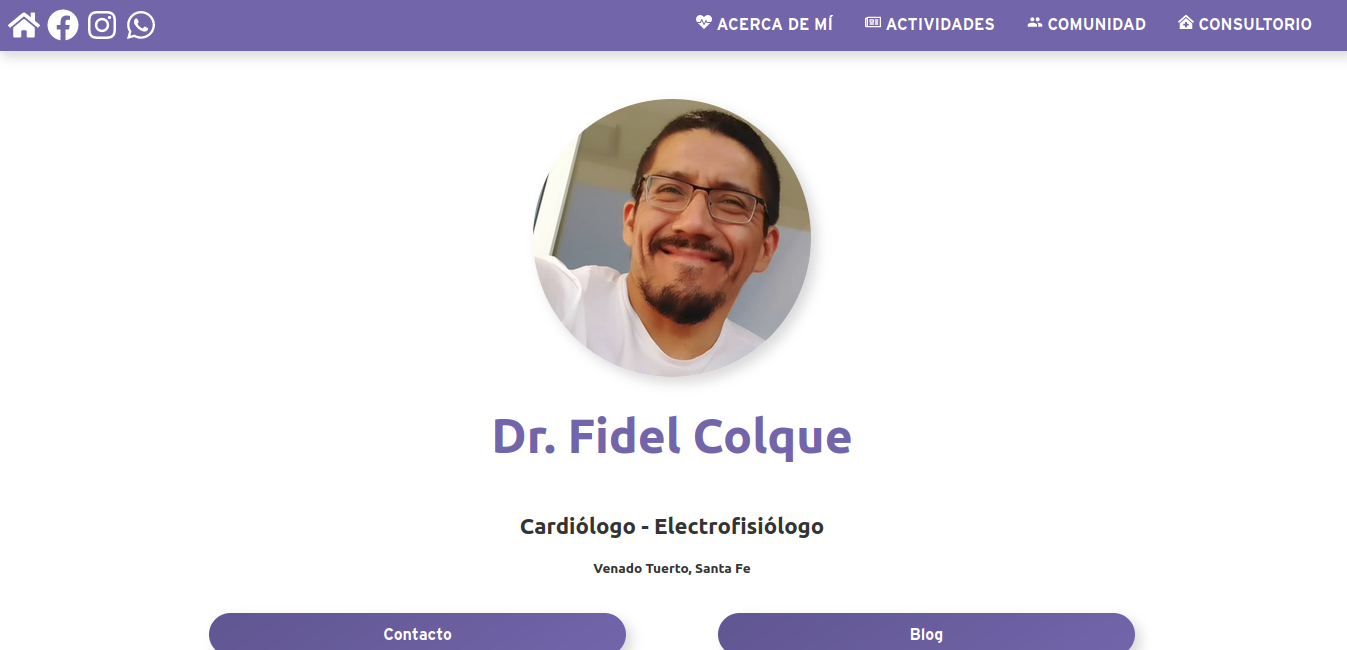 ACERCA DE MÍ ACTIVIDADES COMUNIDAD CONSULTORIO
Dr. Fidel Colque
Cardiólogo - Electrofisiólogo
Venado Tuerto, Santa Fe
Contacto Blog